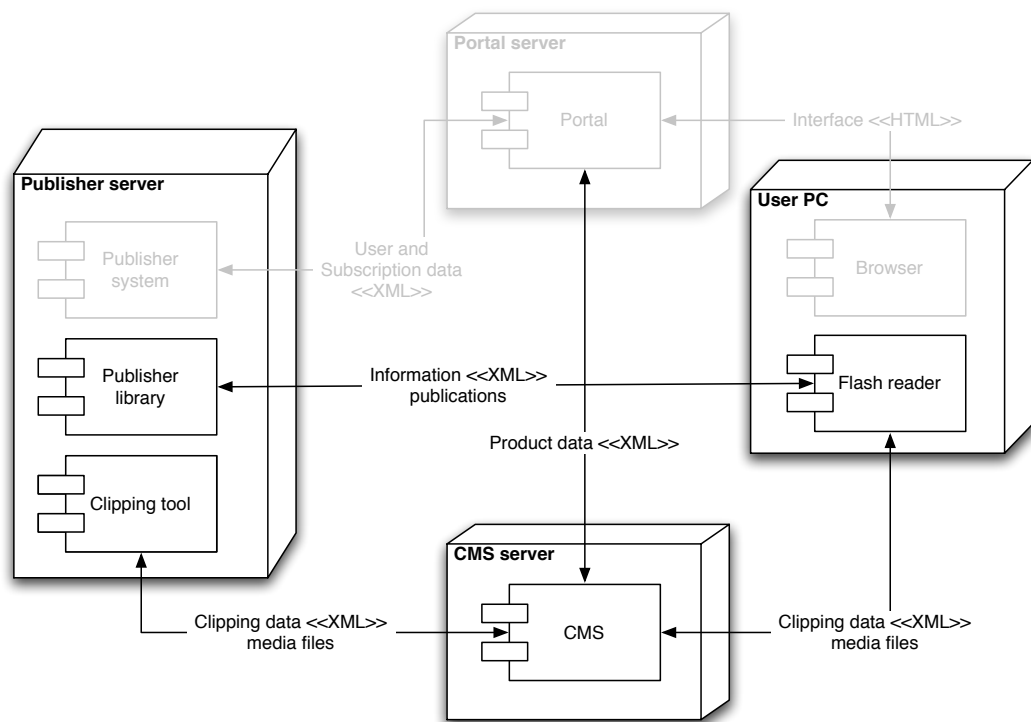 Portal server
Portal
Interface <<HTML>>
Publisher server
User PC
Publisher
system
User and
Subscription data
<<XML>>
Browser
Publisher
library
Information <<XML>>
publications
Flash reader
Product data <<XML>>
Clipping tool
CMS server
Clipping data <<XML>>
media files
CMS
Clipping data <<XML>>
media files